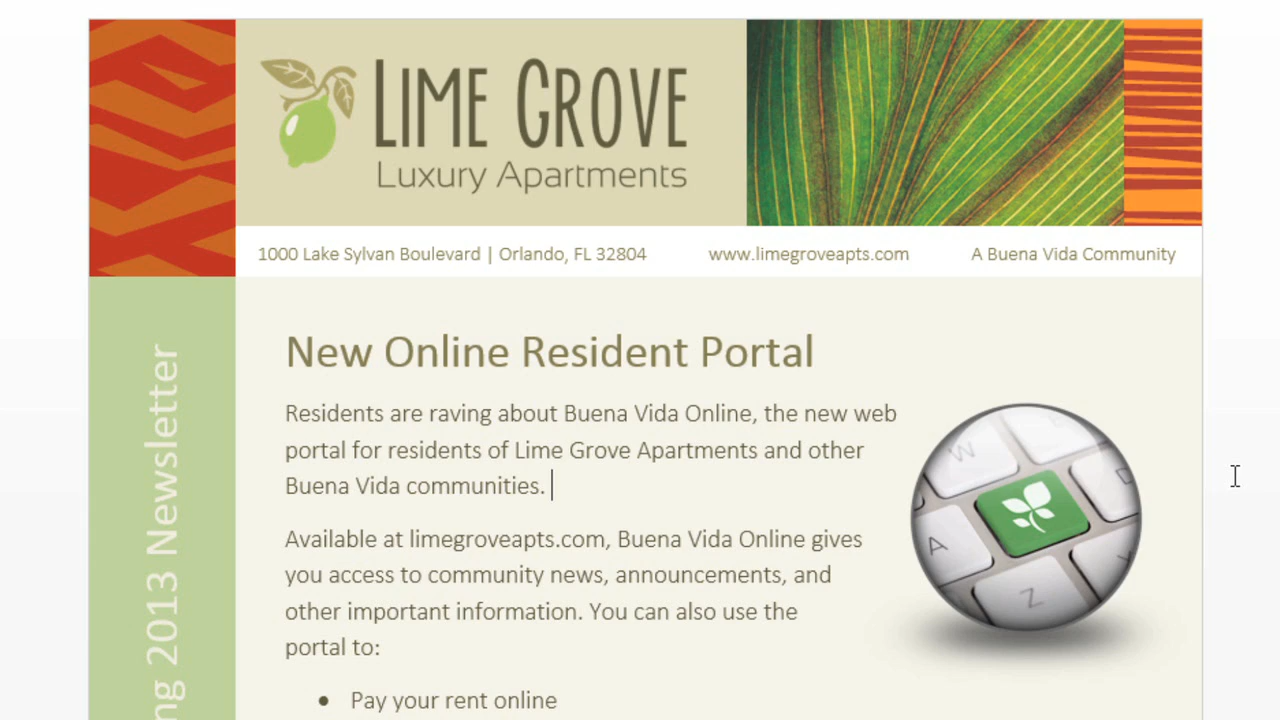 LIME GROVE
Luxury Apartments
1000 Lake Sylvan Boulevard | Orlando, FL 32804 www.limegroveapts.com A Buena Vida Community
ng 2013 Newsletter
New Online Resident Portal
Residents are raving about Buena Vida Online, the new web
portal for residents of Lime Grove Apartments and other
Buena Vida communities.
Available at limegroveapts.com, Buena Vida Online gives
you access to community news, announcements, and
other important information. You can also use the
portal to:
• Pay your rent online
W
A
Z